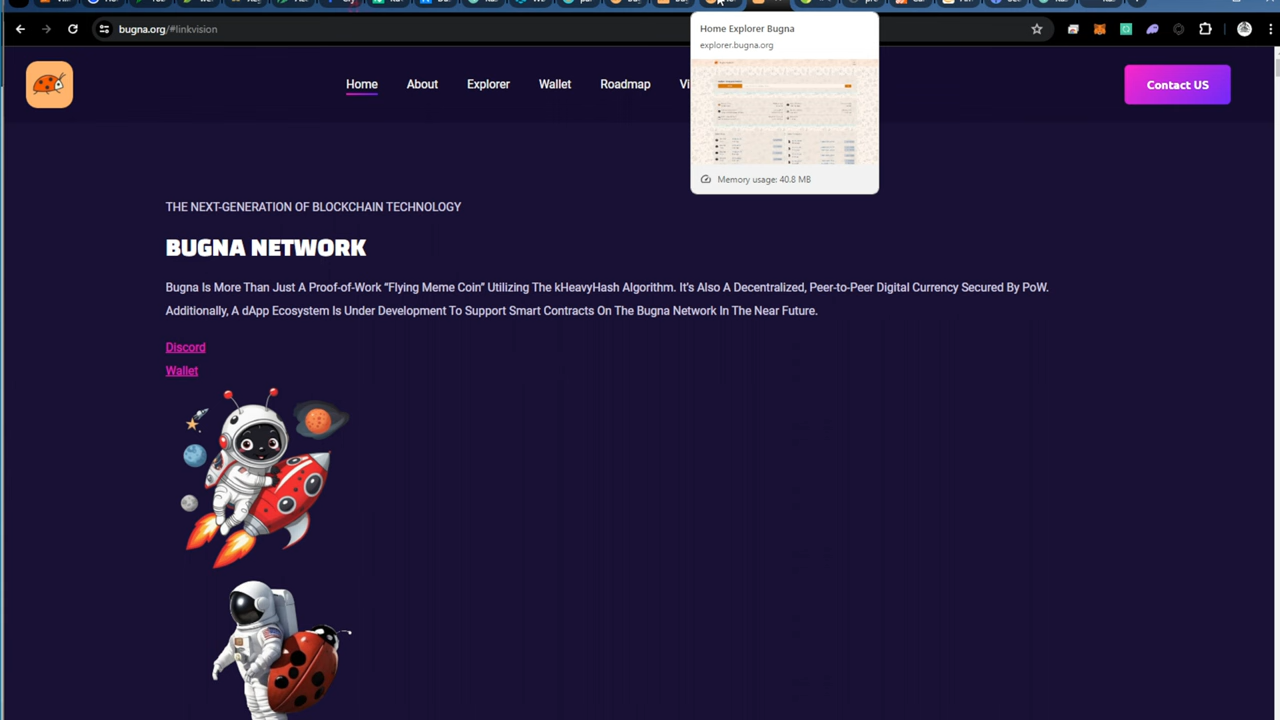 bugna.org/#linkvision
Home Explorer Bugna
explorer.bugna.org
Memory usage: 40.8 MB
Home
About
Explorer
Wallet
Roadmap
Vi
Contact US
THE NEXT-GENERATION OF BLOCKCHAIN TECHNOLOGY
BUGNA NETWORK
Bugna Is More Than Just A Proof-of-Work “Flying Meme Coin” Utilizing The kHeavyHash Algorithm. It’s Also A Decentralized, Peer-to-Peer Digital Currency Secured By PoW.
Additionally, A dApp Ecosystem Is Under Development To Support Smart Contracts On The Bugna Network In The Near Future.
Discord
Wallet